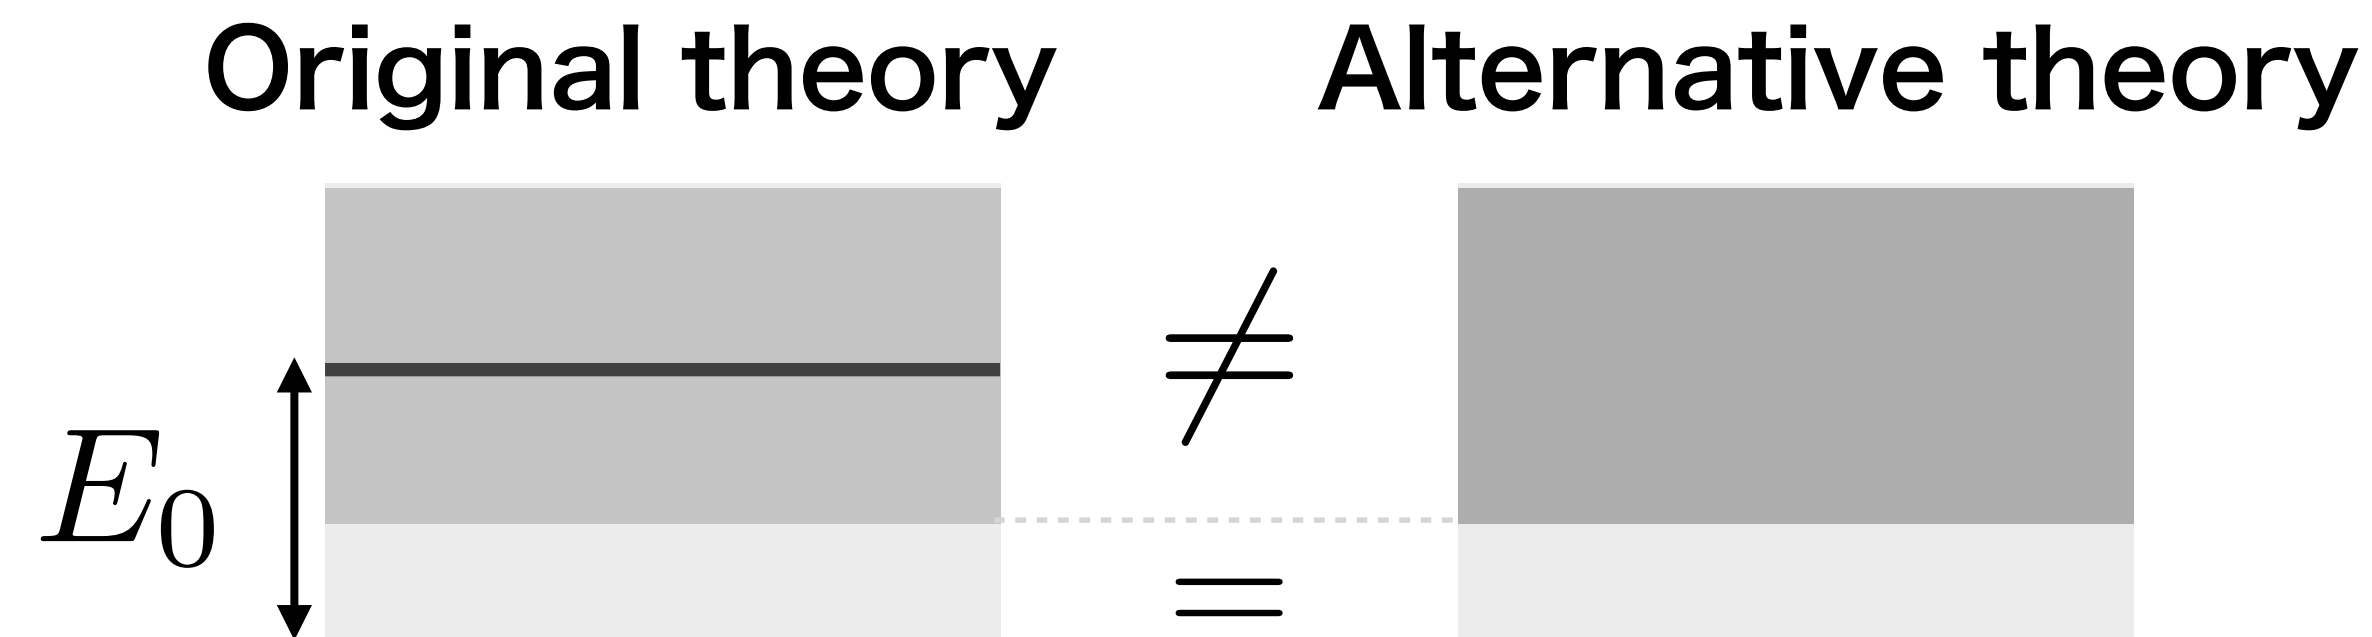 Original theory Alternative theory
≠
E₀
=